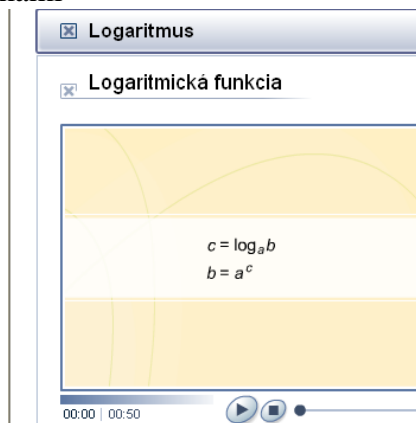 Logaritmus
Logaritmická funkcia
c = logₐb
b = aᶜ
00:00 | 00:50